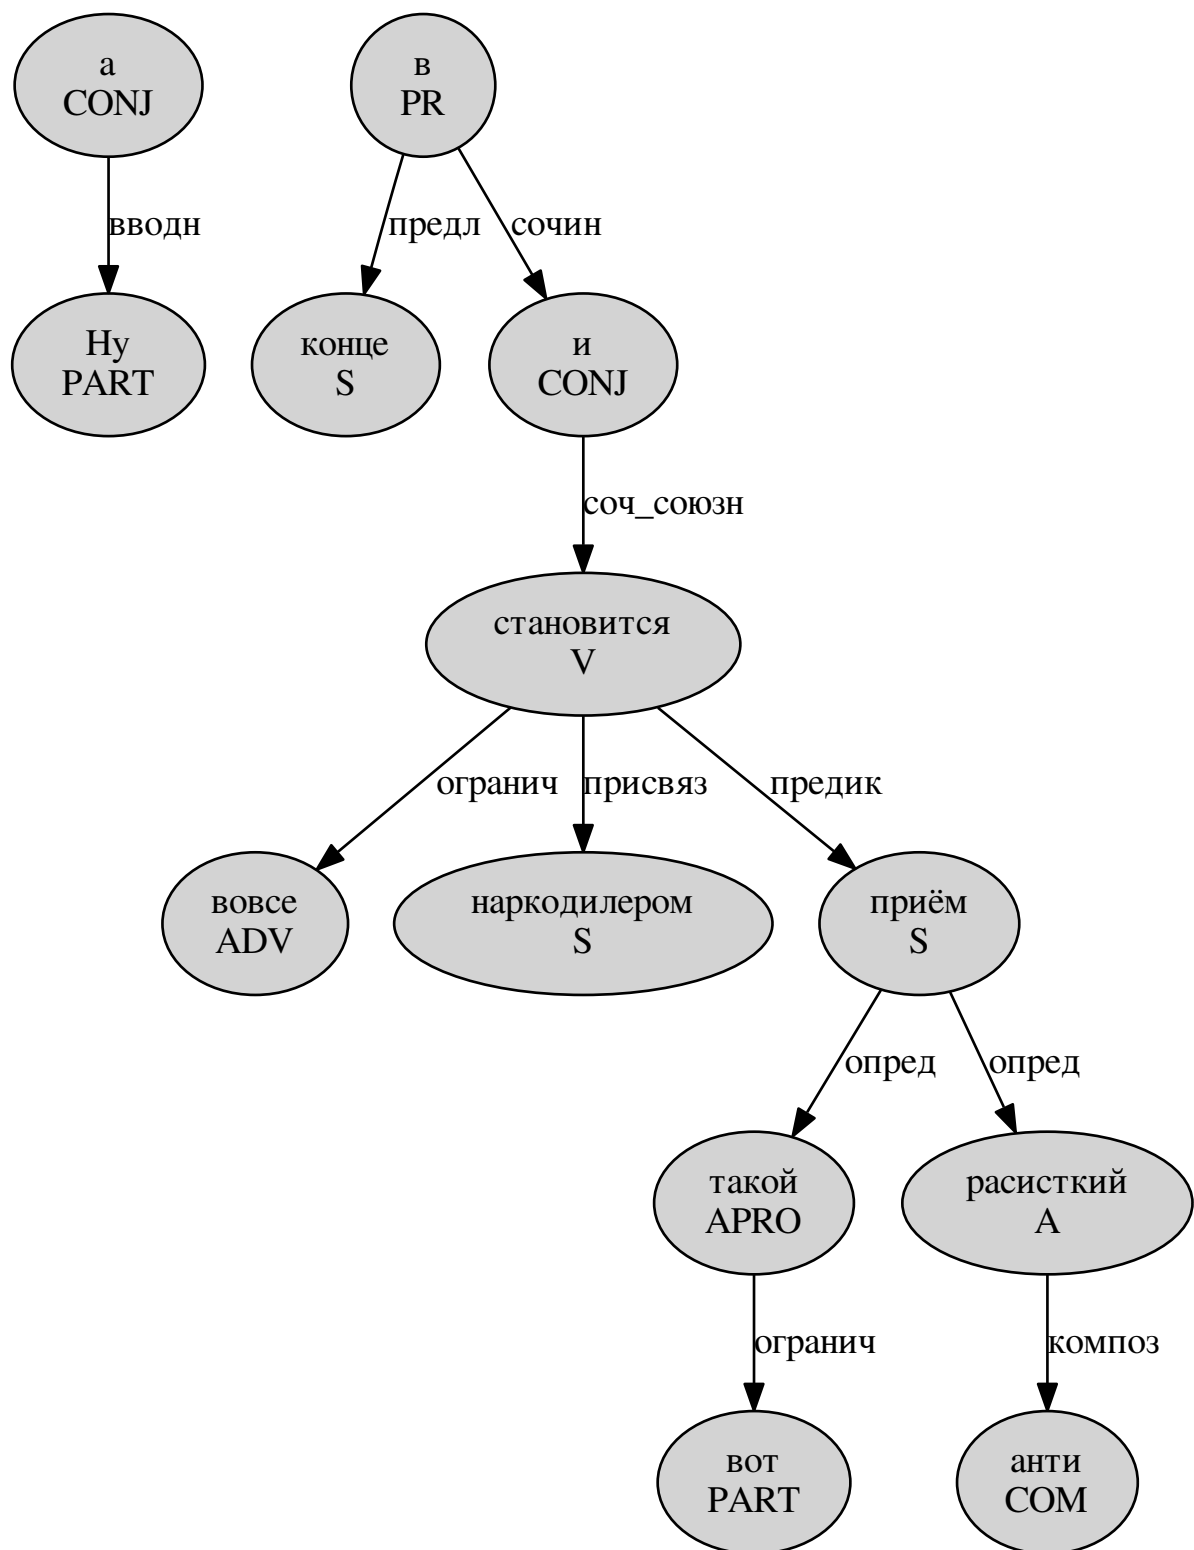 а
CONJ
в
PR
вводн
предл
сочин
Ну
PART
конце
S
и
CONJ
соч_союзн
становится
V
огранич
присвяз
предик
вовсе
ADV
наркодилером
S
приём
S
опред
опред
такой
APRO
расисткий
A
огранич
композ
вот
PART
анти
COM